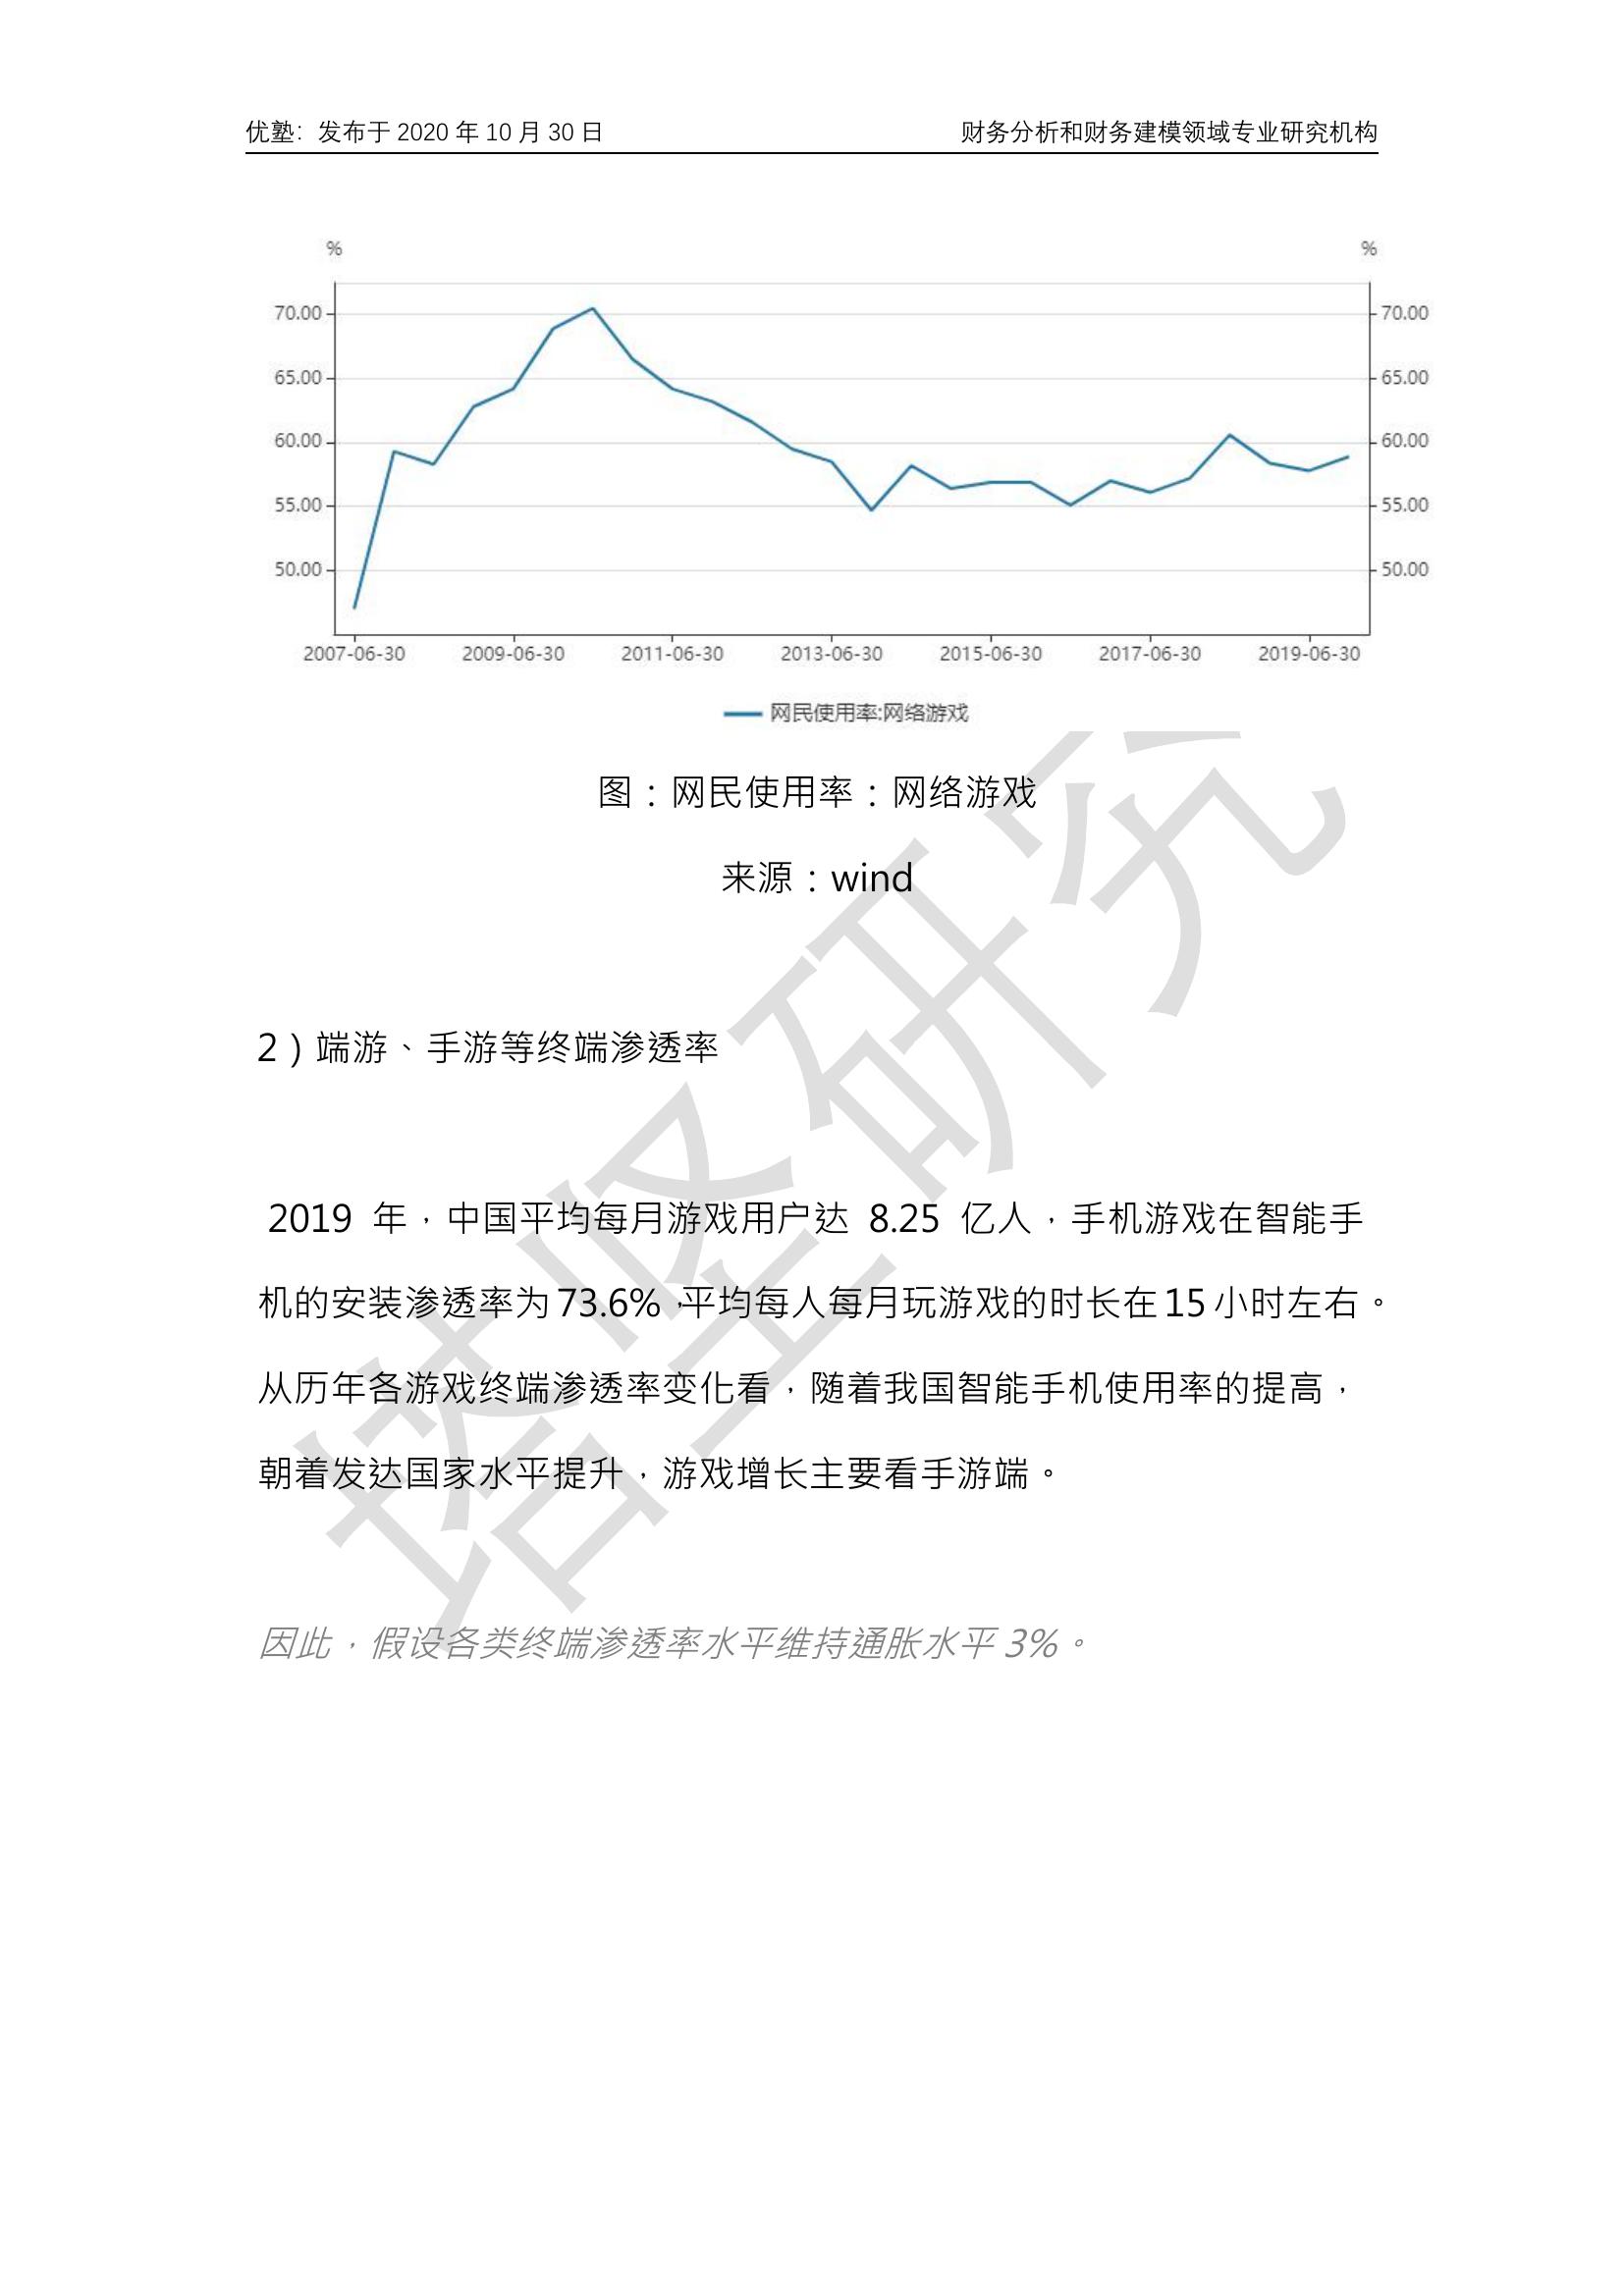 优塾：发布于 2020 年 10 月 30 日
财务分析和财务建模领域专业研究机构
% %
70.00 70.00
65.00 65.00
60.00 60.00
55.00 55.00
50.00 50.00
2007-06-30 2009-06-30 2011-06-30 2013-06-30 2015-06-30 2017-06-30 2019-06-30
网民使用率:网络游戏
图：网民使用率：网络游戏
来源：wind
2）端游、手游等终端渗透率
2019 年，中国平均每月游戏用户达 8.25 亿人，手机游戏在智能手
机的安装渗透率为 73.6%，平均每人每月玩游戏的时长在 15 小时左右。
从历年各游戏终端渗透率变化看，随着我国智能手机使用率的提高，
朝着发达国家水平提升，游戏增长主要看手游端。
因此，假设各类终端渗透率水平维持通胀水平 3%。
塔坚研究